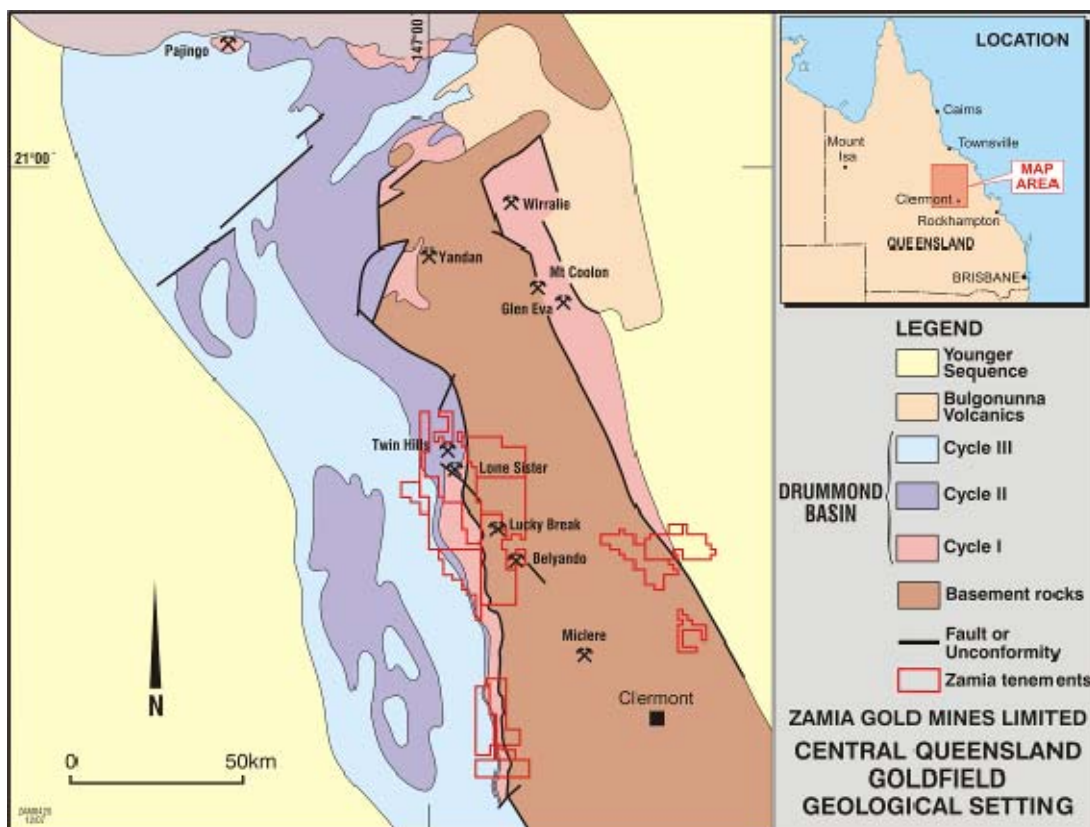 Pajingo
147°00'
21°00'
Wirralie
Yandan
Mt Coolon
Glen Eva
Twin Hills
Lone Sister
Lucky Break
Belyando
Miclere
Clermont
N
0 50km
LOCATION
Cairns
Mount
Isa
Townsville
MAP
AREA
Clermont
Rockhampton
QUEENSLAND
BRISBANE
LEGEND
Younger
Sequence
Bulgonunna
Volcanics
Cycle III
DRUMMOND
BASIN
Cycle II
Cycle I
Basement rocks
Fault or
Unconformity
Zamia tenements
ZAMIA GOLD MINES LIMITED
CENTRAL QUEENSLAND
GOLDFIELD
GEOLOGICAL SETTING